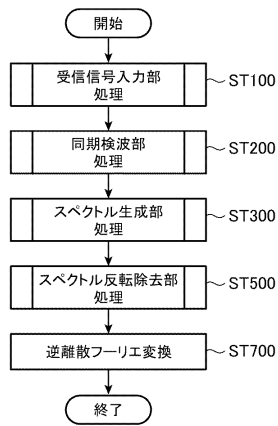 開始
受信信号入力部
処理
ST100
同期検波部
処理
ST200
スペクトル生成部
処理
ST300
スペクトル反転除去部
処理
ST500
逆離散フーリエ変換
ST700
終了